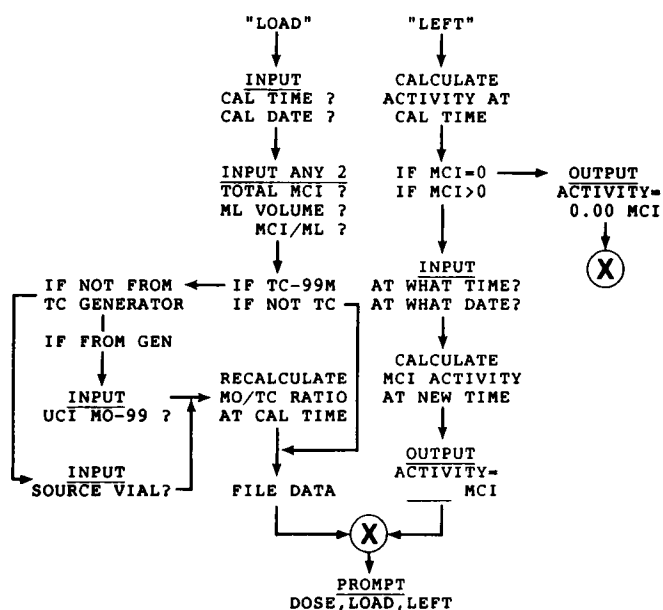 "LOAD"
INPUT
CAL TIME ?
CAL DATE ?
INPUT ANY 2
TOTAL MCI ?
ML VOLUME ?
MCI/ML ?
IF TC-99M
IF NOT TC
IF NOT FROM
TC GENERATOR
IF FROM GEN
INPUT
UCI MO-99 ?
INPUT
SOURCE VIAL?
RECALCULATE
MO/TC RATIO
AT CAL TIME
FILE DATA
"LEFT"
CALCULATE
ACTIVITY AT
CAL TIME
IF MCI=0
IF MCI>0
OUTPUT
ACTIVITY=
0.00 MCI
X
INPUT
AT WHAT TIME?
AT WHAT DATE?
CALCULATE
MCI ACTIVITY
AT NEW TIME
OUTPUT
ACTIVITY=
___ MCI
X
PROMPT
DOSE,LOAD,LEFT